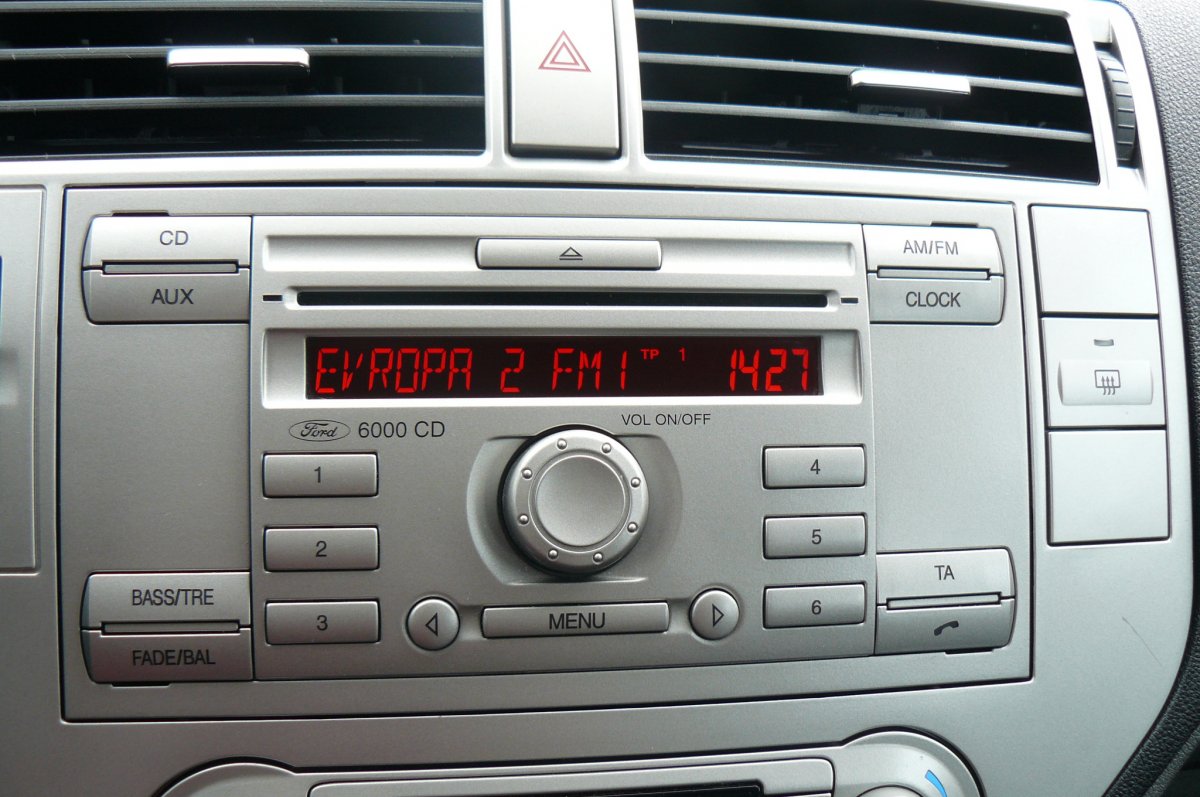 CD
AUX
AM/FM
CLOCK
EVROPA 2 FM1 TP 1 1427
Ford 6000 CD
VOL ON/OFF
1
2
3
4
5
6
BASS/TRE
FADE/BAL
MENU
TA